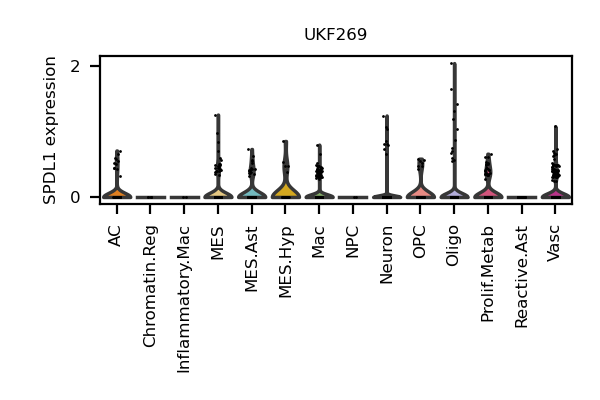 UKF269
SPDL1 expression
2
0
AC
Chromatin.Reg
Inflammatory.Mac
MES
MES.Ast
MES.Hyp
Mac
NPC
Neuron
OPC
Oligo
Prolif.Metab
Reactive.Ast
Vasc